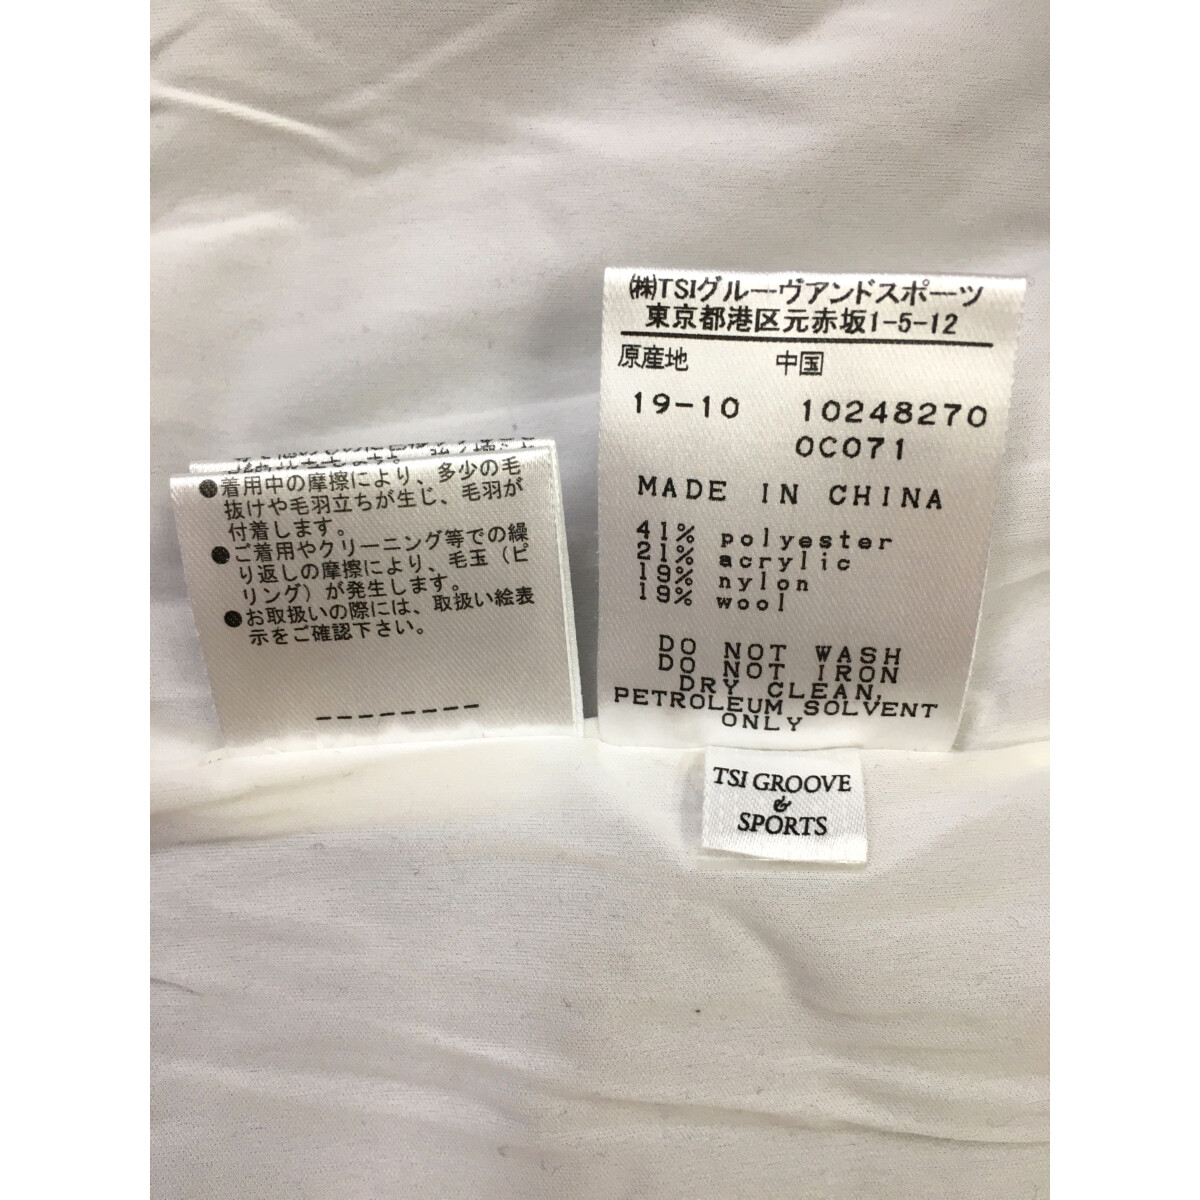 ●着用中の摩擦により、多少の毛
抜けや毛羽立ちが生じ、毛羽が
付着します。
●ご着用やクリーニング等での繰
り返しの摩擦により、毛玉（ピ
リング）が発生します。
●お取扱いの際には、取扱い絵表
示をご確認下さい。
--------
㈱TSIグルーヴアンドスポーツ
東京都港区元赤坂1-5-12
原産地 中国
19-10 10248270
0C071
MADE IN CHINA
41% polyester
21% acrylic
19% nylon
19% wool
DO NOT WASH
DO NOT IRON
DRY CLEAN,
PETROLEUM SOLVENT
ONLY
TSI GROOVE
&
SPORTS